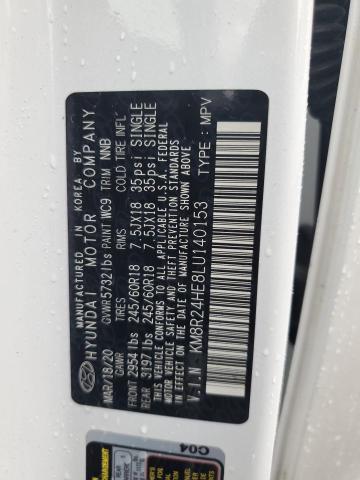 MANUFACTURED IN KOREA BY
HYUNDAI MOTOR COMPANY
MAR/18/20 GVWR 5732 lbs PAINT WC9 TRIM NNB
GAWR TIRES RIMS COLD TIRE INFL
FRONT 2954 lbs 245/60R18 7.5JX18 35psi SINGLE
REAR 3197 lbs 245/60R18 7.5JX18 35psi SINGLE
THIS VEHICLE CONFORMS TO ALL APPLICABLE U.S.A. FEDERAL
MOTOR VEHICLE SAFETY AND THEFT PREVENTION STANDARDS
IN EFFECT ON THE DATE OF MANUFACTURE SHOWN ABOVE.
V.I.N : KM8R24HE8LU140153 TYPE : MPV
C04
REAR